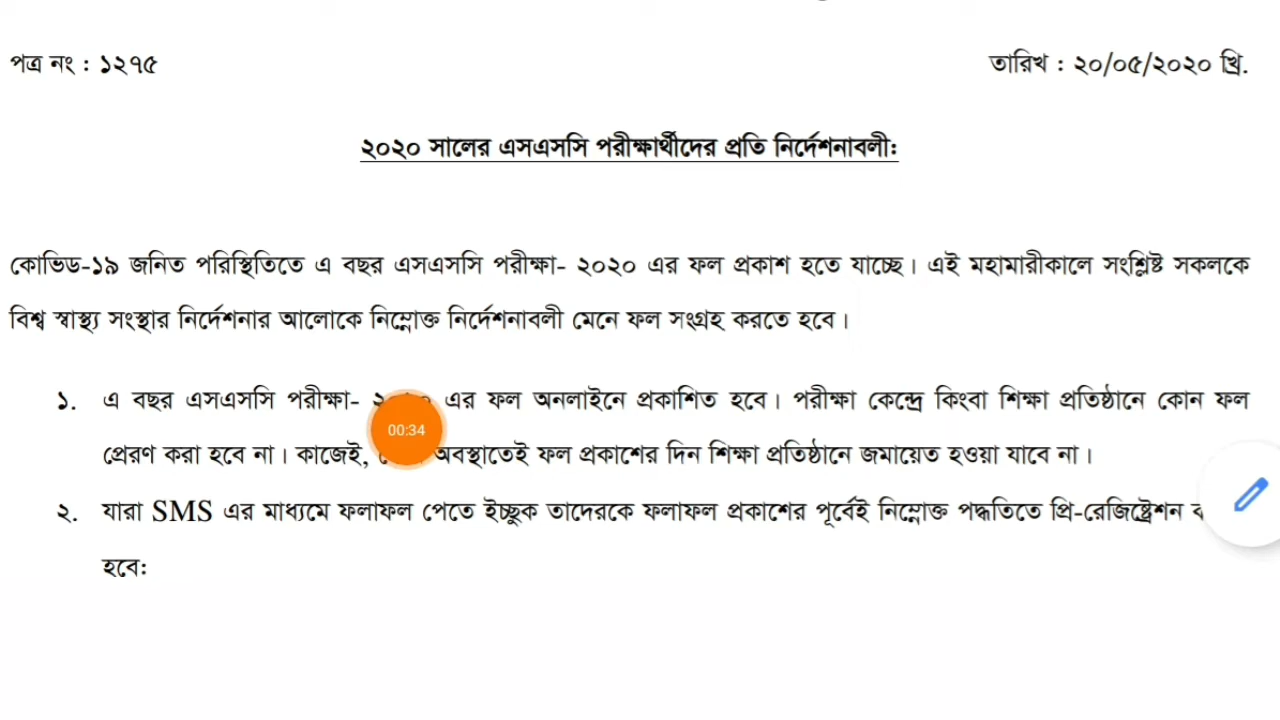 পত্র নং : ১২৭৫ তারিখ : ২০/০৫/২০২০ খ্রি.
২০২০ সালের এসএসসি পরীক্ষার্থীদের প্রতি নির্দেশনাবলী:
কোভিড-১৯ জনিত পরিস্থিতিতে এ বছর এসএসসি পরীক্ষা- ২০২০ এর ফল প্রকাশ হতে যাচ্ছে। এই মহামারীকালে সংশ্লিষ্ট সকলকে
বিশ্ব স্বাস্থ্য সংস্থার নির্দেশনার আলোকে নিম্নোক্ত নির্দেশনাবলী মেনে ফল সংগ্রহ করতে হবে।
১. এ বছর এসএসসি পরীক্ষা- এর ফল অনলাইনে প্রকাশিত হবে। পরীক্ষা কেন্দ্রে কিংবা শিক্ষা প্রতিষ্ঠানে কোন ফল
00:34
প্রেরণ করা হবে না। কাজেই, অবস্থাতেই ফল প্রকাশের দিন শিক্ষা প্রতিষ্ঠানে জমায়েত হওয়া যাবে না।
২. যারা SMS এর মাধ্যমে ফলাফল পেতে ইচ্ছুক তাদেরকে ফলাফল প্রকাশের পূর্বেই নিম্নোক্ত পদ্ধতিতে প্রি-রেজিষ্ট্রেশন
হবে: